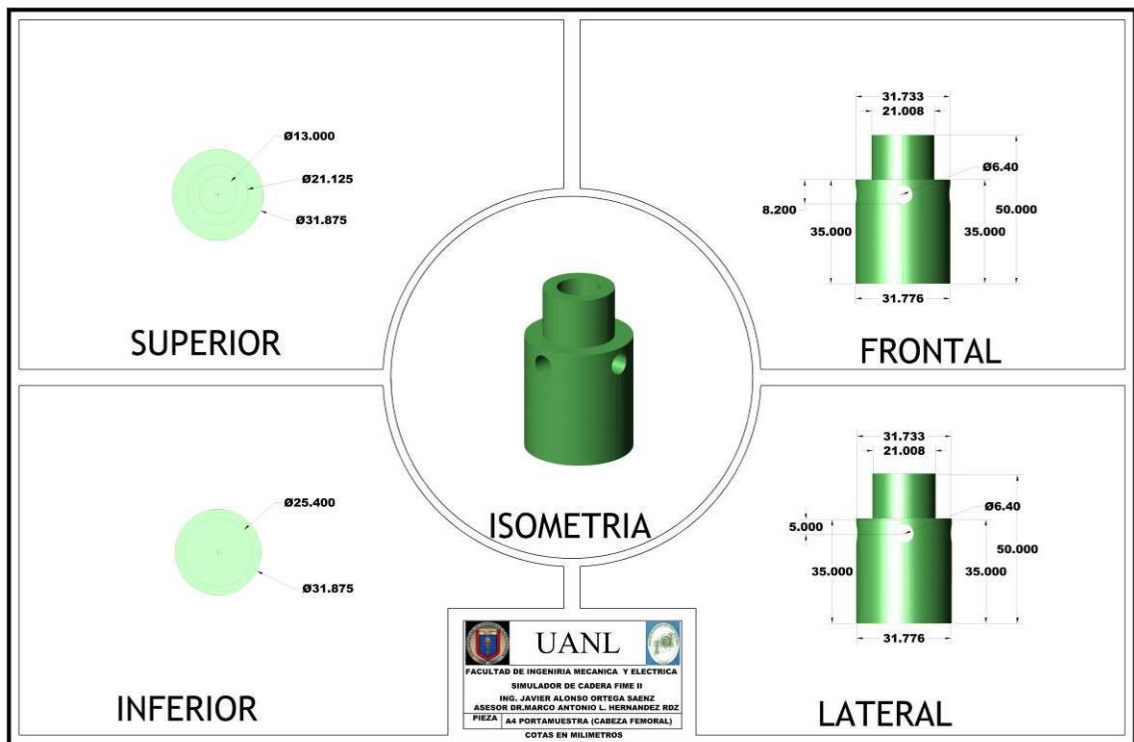 Ø13.000
Ø21.125
Ø31.875
SUPERIOR
31.733
21.008
Ø6.40
8.200
50.000
35.000
35.000
31.776
FRONTAL
ISOMETRIA
Ø25.400
Ø31.875
INFERIOR
31.733
21.008
Ø6.40
5.000
50.000
35.000
35.000
31.776
LATERAL
UANL
FACULTAD DE INGENIRIA MECANICA Y ELECTRICA
SIMULADOR DE CADERA FIME II
ING. JAVIER ALONSO ORTEGA SAENZ
ASESOR DR.MARCO ANTONIO L. HERNANDEZ RDZ
PIEZA A4 PORTAMUESTRA (CABEZA FEMORAL)
COTAS EN MILIMETROS